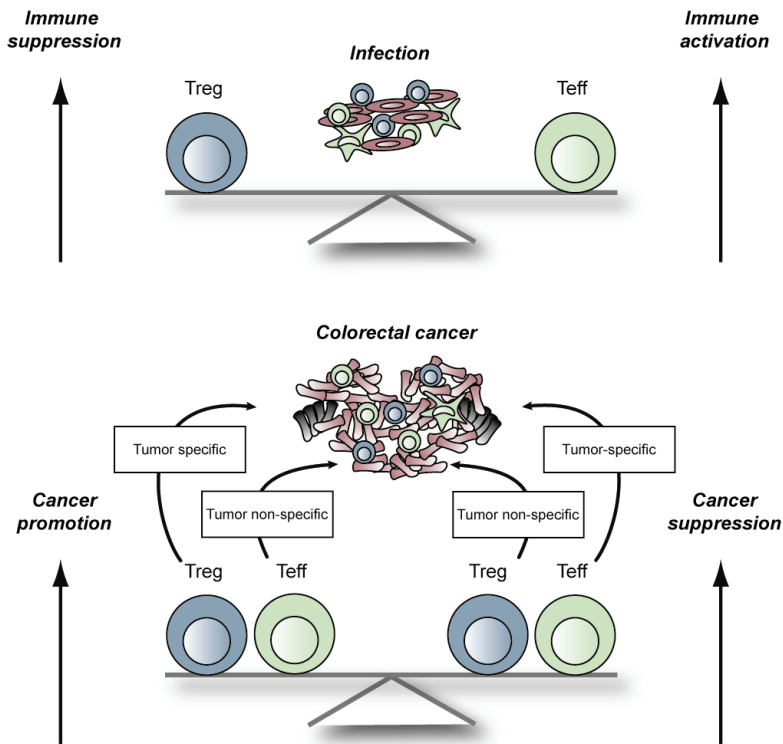 Immune
suppression
Immune
activation
Infection
Treg
Teff
Colorectal cancer
Tumor specific
Tumor-specific
Cancer
promotion
Tumor non-specific
Tumor non-specific
Cancer
suppression
Treg
Teff
Treg
Teff